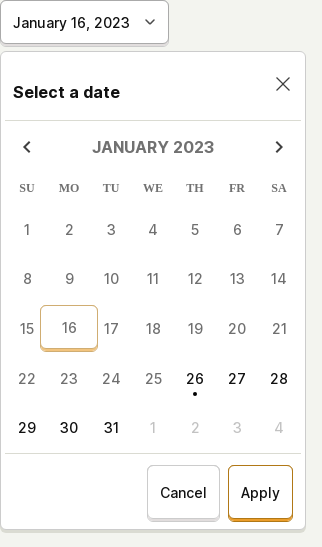 January 16, 2023
Select a date
JANUARY 2023
SU MO TU WE TH FR SA
1 2 3 4 5 6 7
8 9 10 11 12 13 14
15 16 17 18 19 20 21
22 23 24 25 26 27 28
29 30 31 1 2 3 4
Cancel Apply